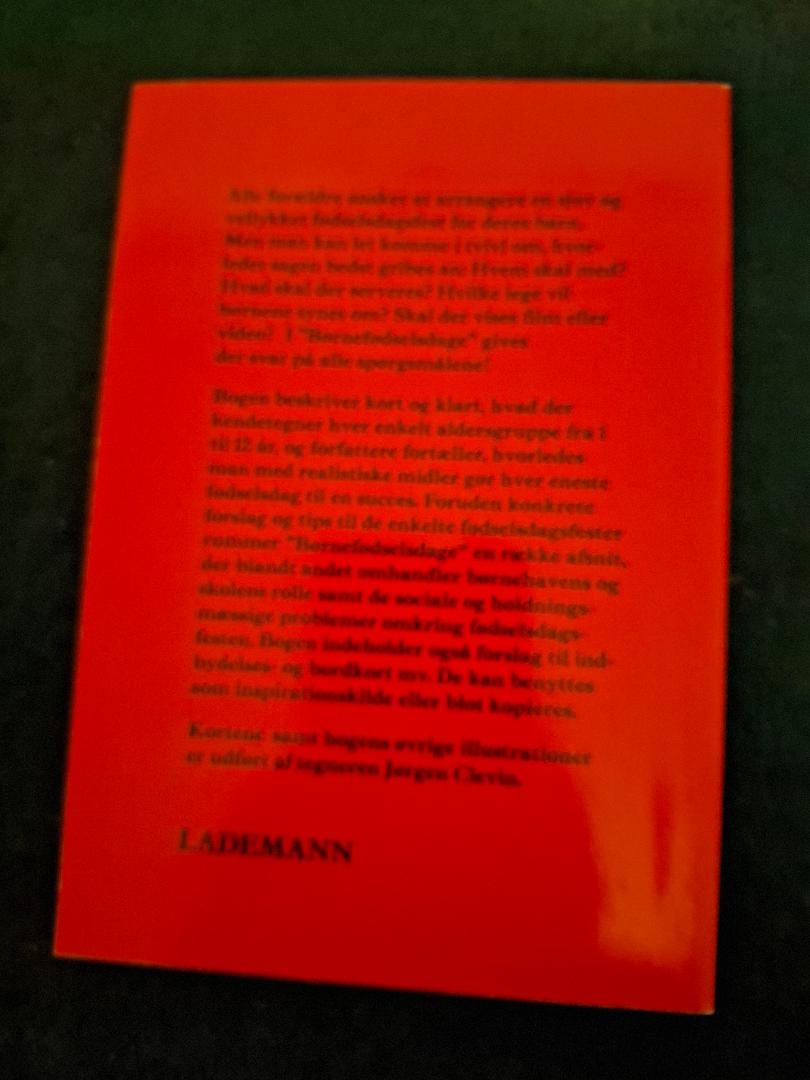 Alle forældre ønsker at arrangere en sjov og
vellykket fødselsdagsfest for deres barn.
Men man kan let komme i tvivl om, hvor-
ledes sagen bedst gribes an: Hvem skal med?
Hvad skal der serveres? Hvilke lege vil
børnene synes om? Skal der vises film eller
video? I "Børnefødselsdage" gives
der svar på alle spørgsmålene!
Bogen beskriver kort og klart, hvad der
kendetegner hver enkelt aldersgruppe fra 1
til 12 år, og forfattere fortæller, hvorledes
man med realistiske midler gør hver eneste
fødselsdag til en succes. Foruden konkrete
forslag og tips til de enkelte fødselsdagsfester
rummer "Børnefødselsdage" en række afsnit,
der blandt andet omhandler børnehavens og
skolens rolle samt de sociale og holdnings-
mæssige problemer omkring fødselsdags-
festen. Bogen indeholder også forslag til ind-
bydelses- og bordkort mv. De kan benyttes
som inspirationskilde eller blot kopieres.
Kortene samt bogens øvrige illustrationer
er udført af tegneren Jørgen Clevin.
LADEMANN